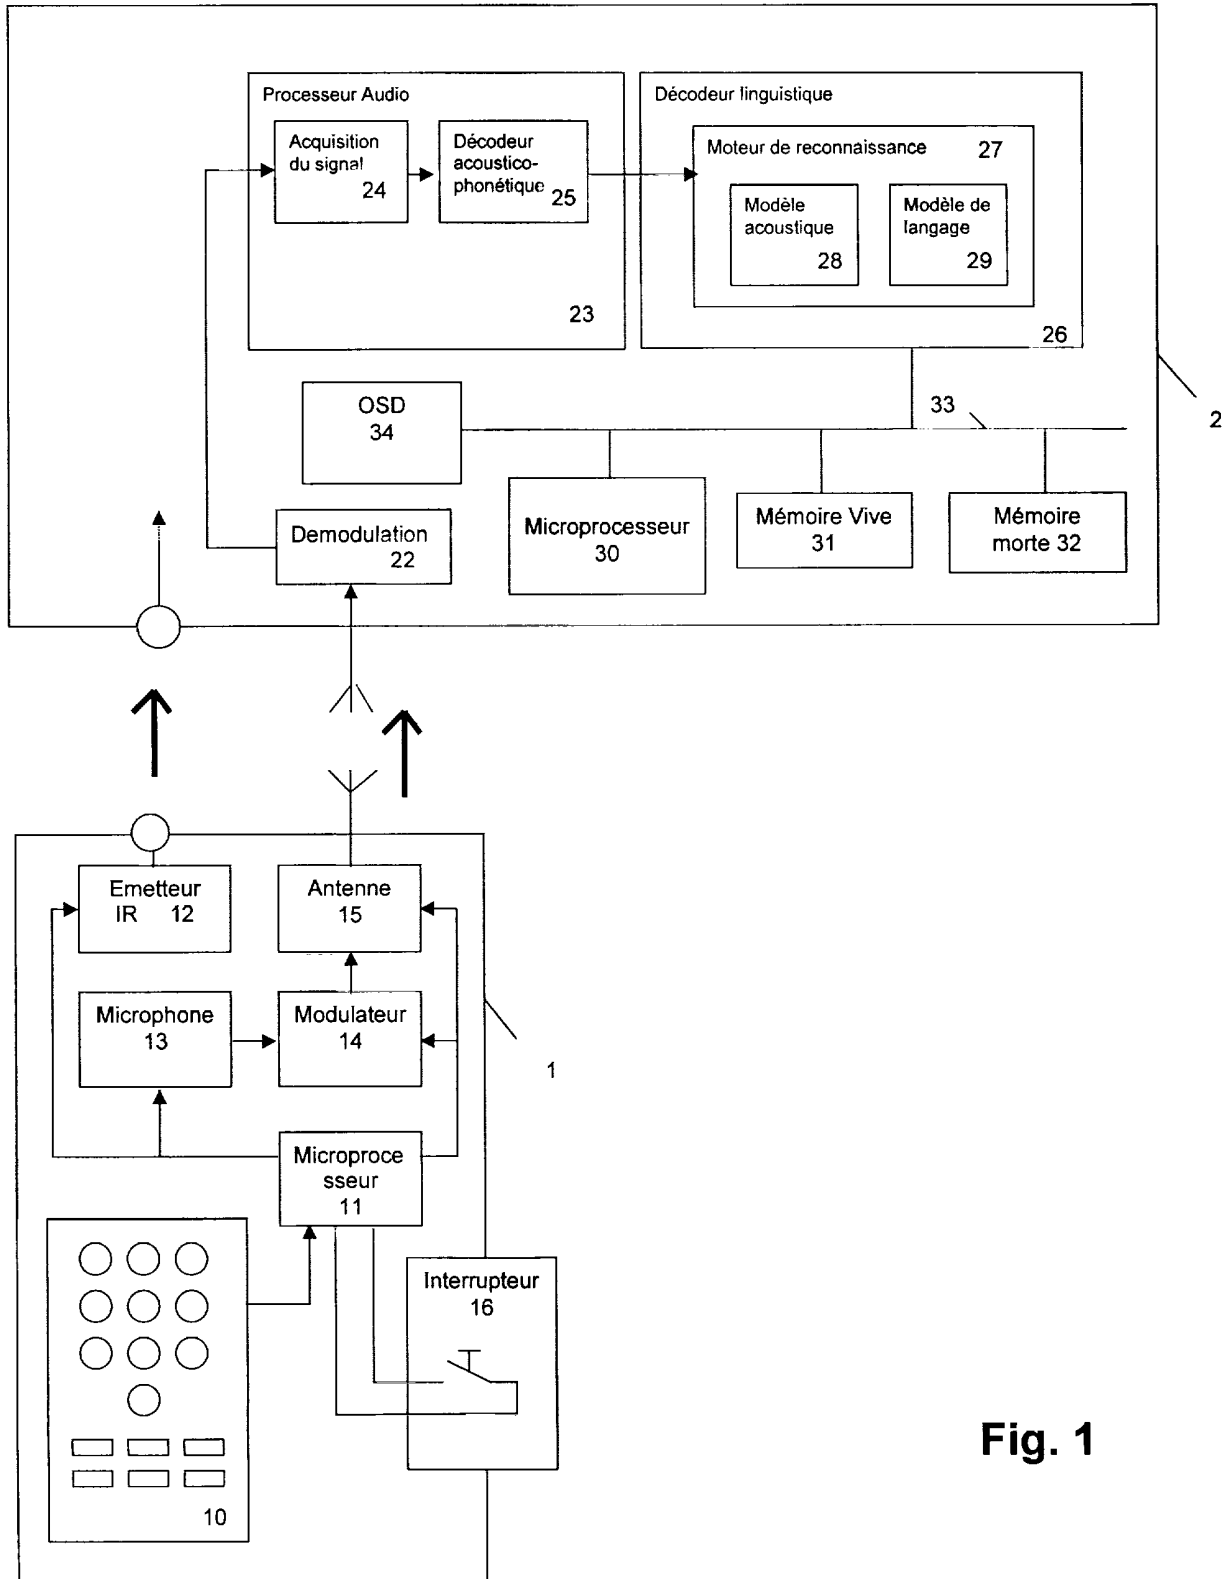 Processeur Audio
Acquisition
du signal
24
Décodeur
acoustico-
phonétique
25
23
Décodeur linguistique
Moteur de reconnaissance
27
Modèle
acoustique
28
Modèle de
langage
29
26
OSD
34
33
2
Microprocesseur
30
Mémoire Vive
31
Mémoire
morte 32
Demodulation
22
Emetteur
IR 12
Antenne
15
Microphone
13
Modulateur
14
1
Microproce
sseur
11
Interrupteur
16
10
Fig. 1